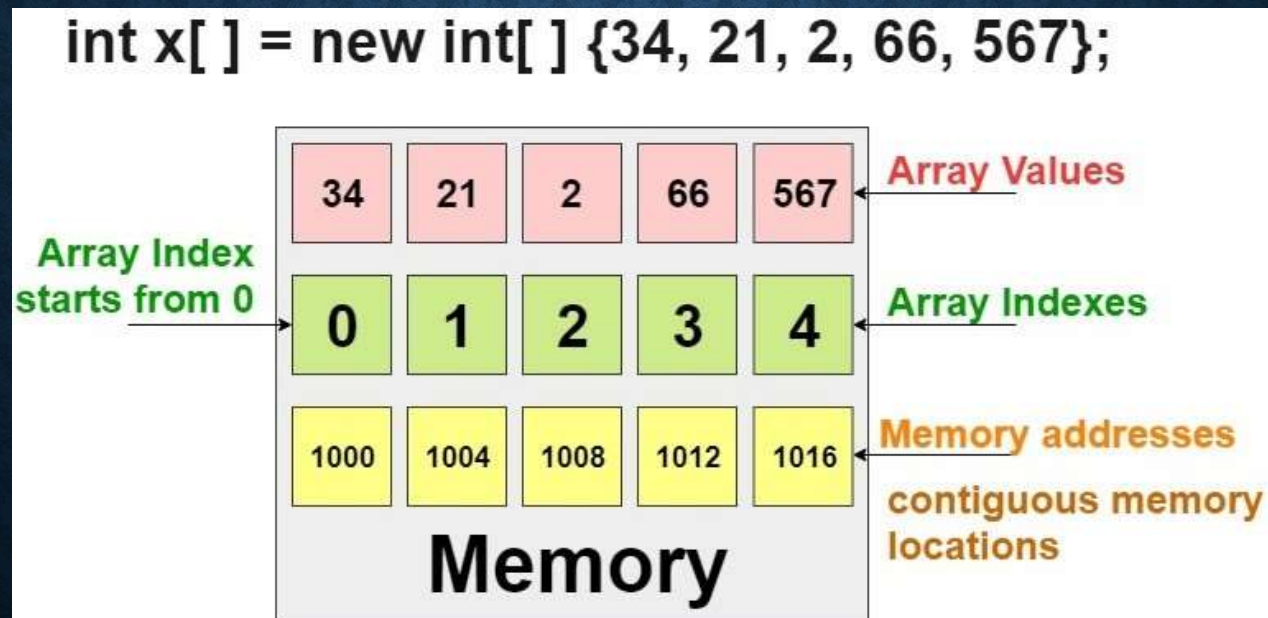 int x[ ] = new int[ ] {34, 21, 2, 66, 567};
34 21 2 66 567
Array Values
Array Index
starts from 0
0 1 2 3 4
Array Indexes
1000 1004 1008 1012 1016
Memory addresses
contiguous memory
locations
Memory